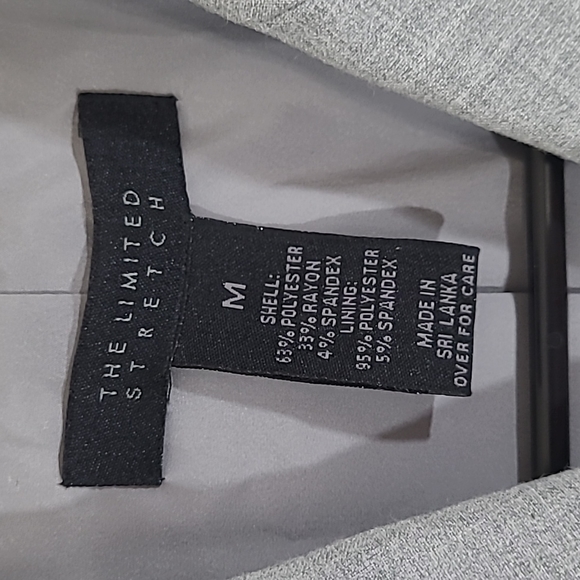 THE LIMITED
STRETCH
M
SHELL:
63% POLYESTER
33% RAYON
4% SPANDEX
LINING:
95% POLYESTER
5% SPANDEX
MADE IN
SRI LANKA
OVER FOR CARE